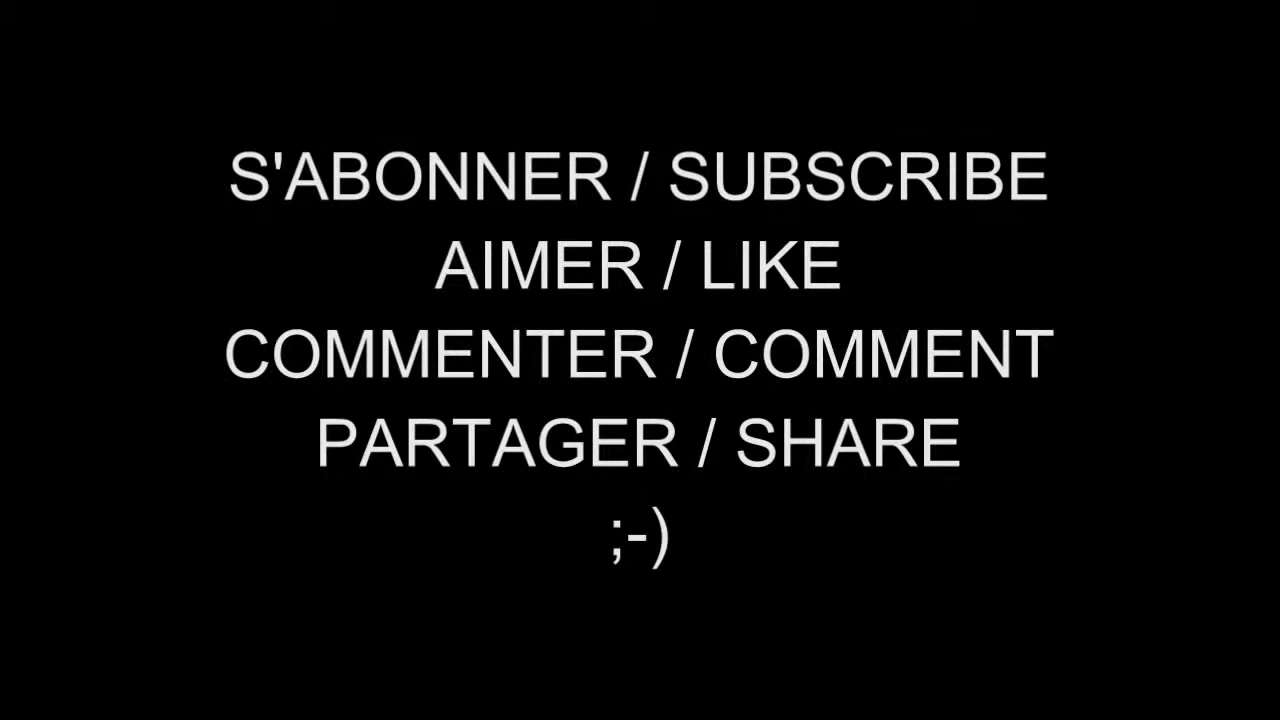 S'ABONNER / SUBSCRIBE
AIMER / LIKE
COMMENTER / COMMENT
PARTAGER / SHARE
;-)